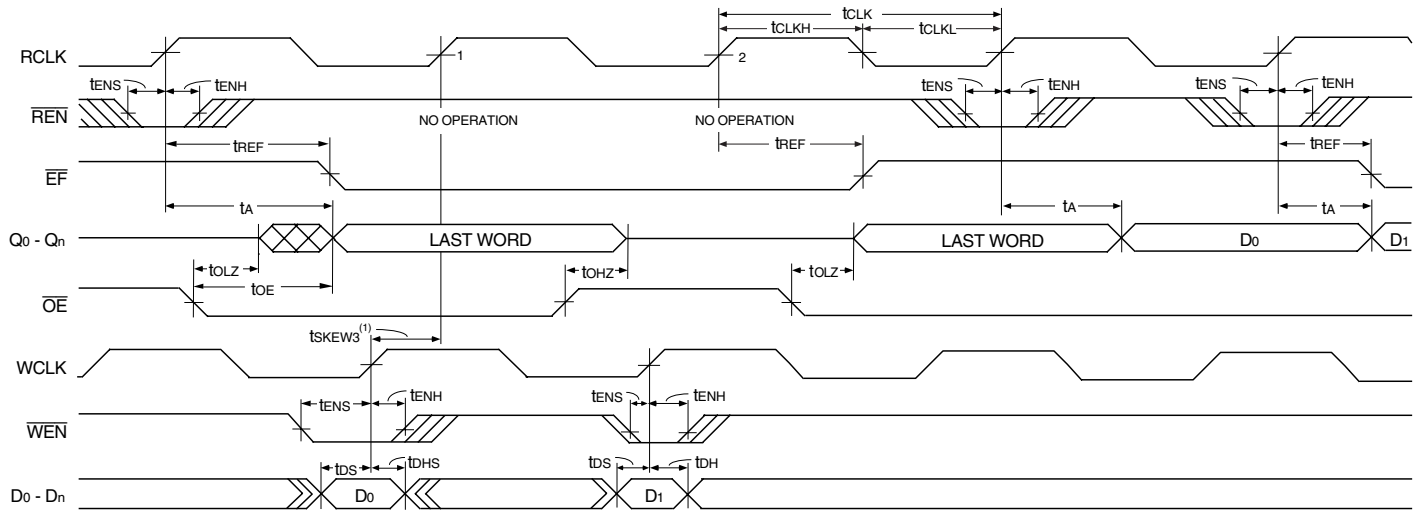 tCLK
tCLKH tCLKL
RCLK 1 2
tENS tENH tENS tENH tENS tENH
REN
NO OPERATION NO OPERATION
tREF tREF tREF
EF
tA tA tA
Q0 - Qn LAST WORD LAST WORD D0 D1
tOLZ tOHZ tOLZ
tOE
OE
tSKEW3(1)
WCLK
tENS tENH tENS tENH
WEN
tDS tDHS tDS tDH
D0 - Dn D0 D1